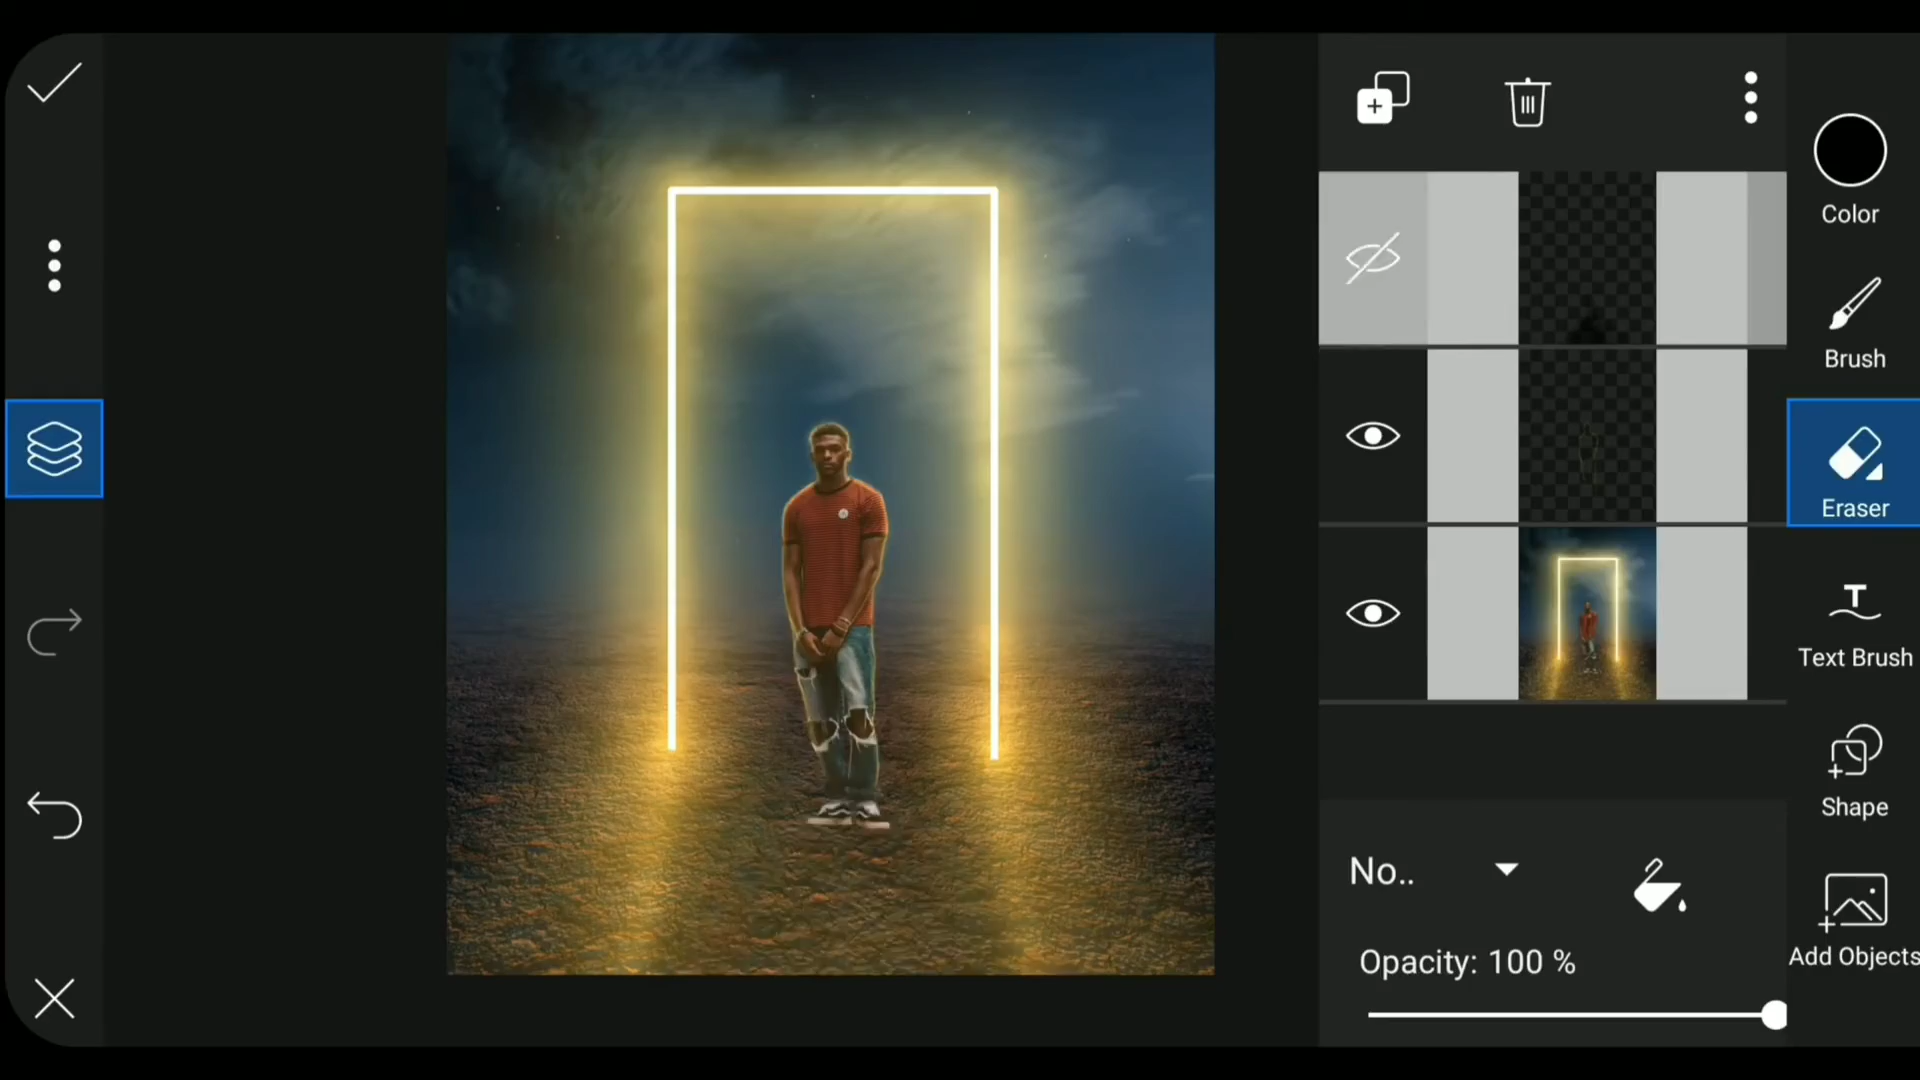 Color
Brush
Eraser
Text Brush
Shape
Add Objects
No..
Opacity: 100 %